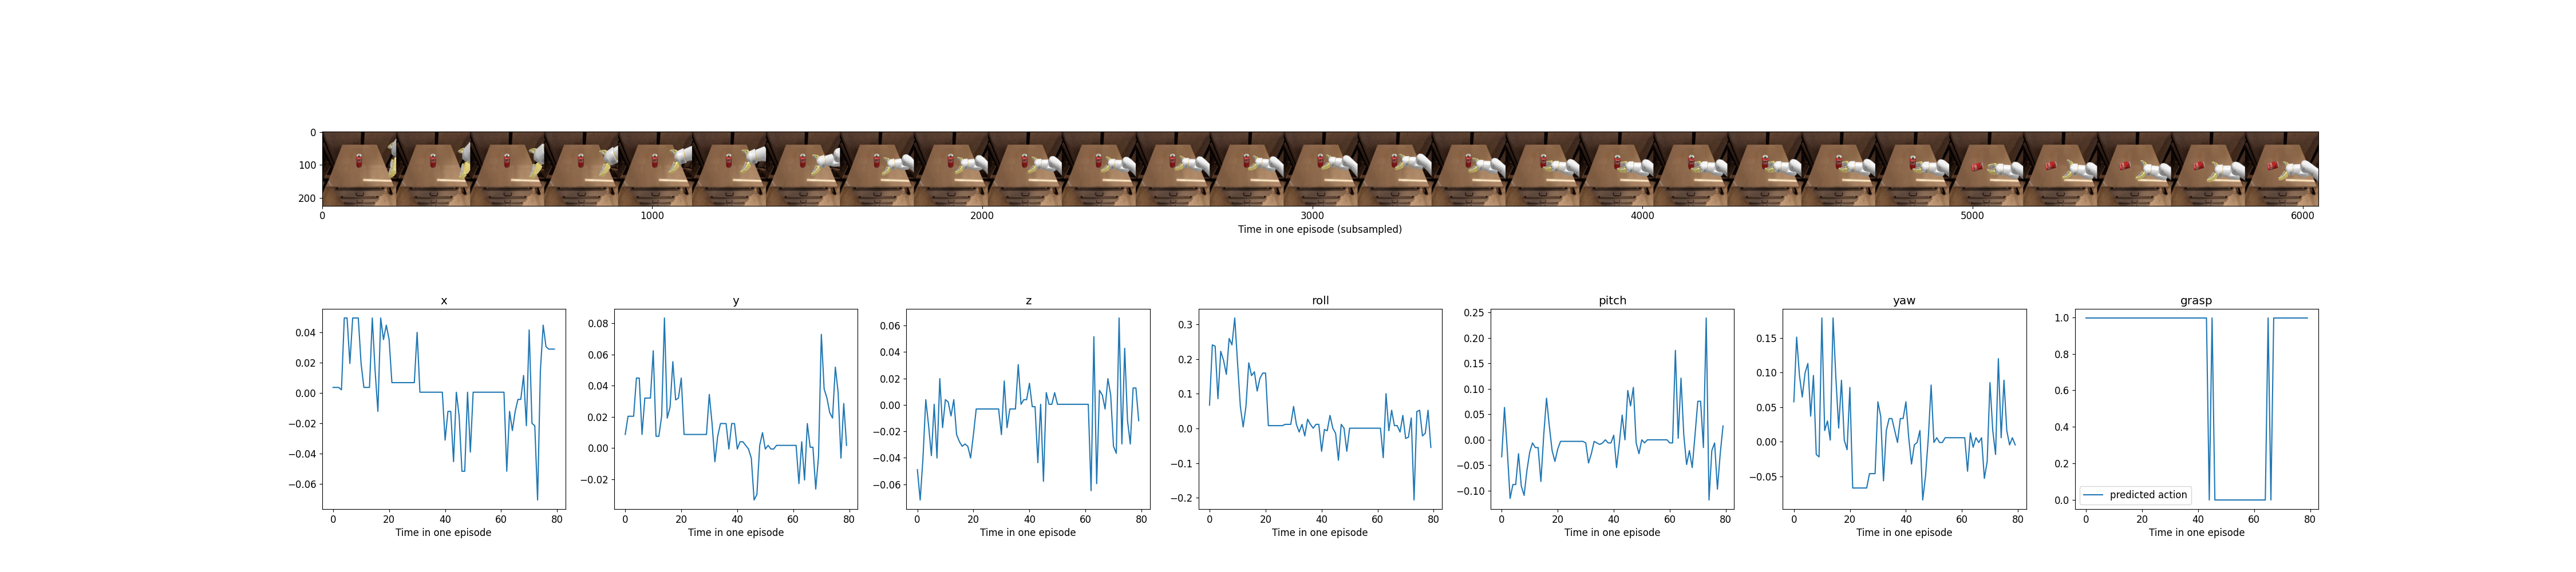 0
100
200
0 1000 2000 3000 4000 5000 6000
Time in one episode (subsampled)
x
0.04
0.02
0.00
−0.02
−0.04
−0.06
0 20 40 60 80
Time in one episode
y
0.08
0.06
0.04
0.02
0.00
−0.02
0 20 40 60 80
Time in one episode
z
0.06
0.04
0.02
0.00
−0.02
−0.04
−0.06
0 20 40 60 80
Time in one episode
roll
0.3
0.2
0.1
0.0
−0.1
−0.2
0 20 40 60 80
Time in one episode
pitch
0.25
0.20
0.15
0.10
0.05
0.00
−0.05
−0.10
0 20 40 60 80
Time in one episode
yaw
0.15
0.10
0.05
0.00
−0.05
0 20 40 60 80
Time in one episode
grasp
1.0
0.8
0.6
0.4
0.2
0.0
predicted action
0 20 40 60 80
Time in one episode